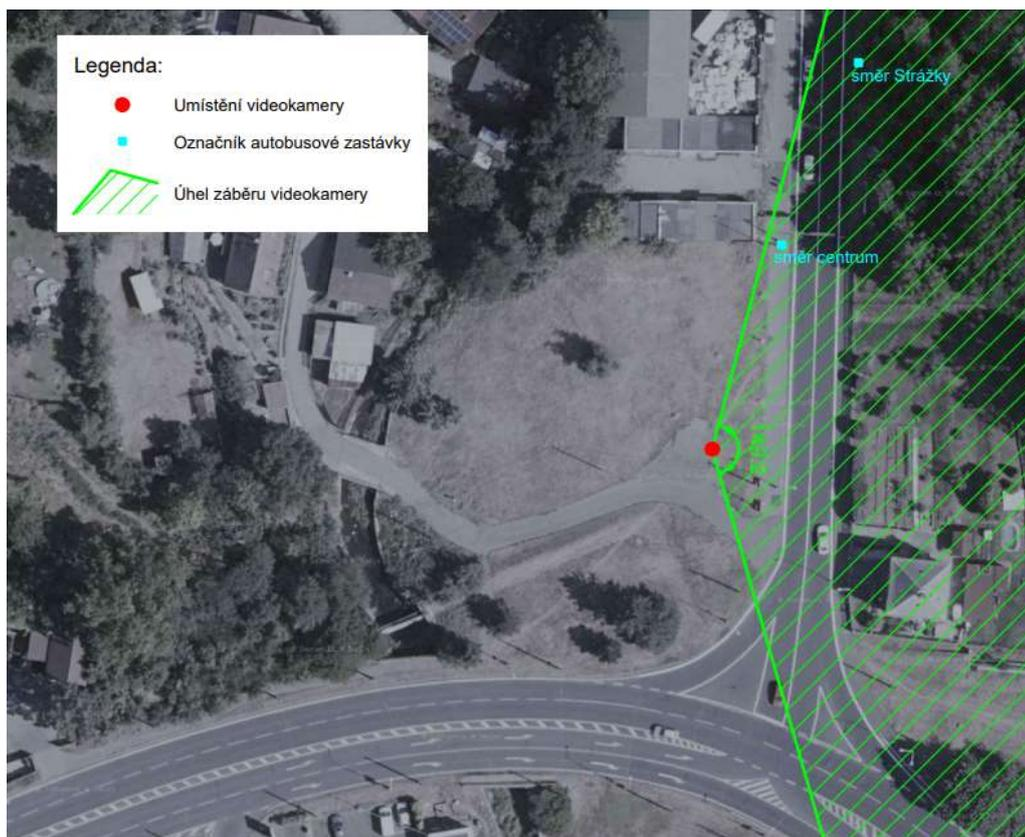 Legenda:
Umístění videokamery
Označník autobusové zastávky
Úhel záběru videokamery
směr Strážky
směr centrum